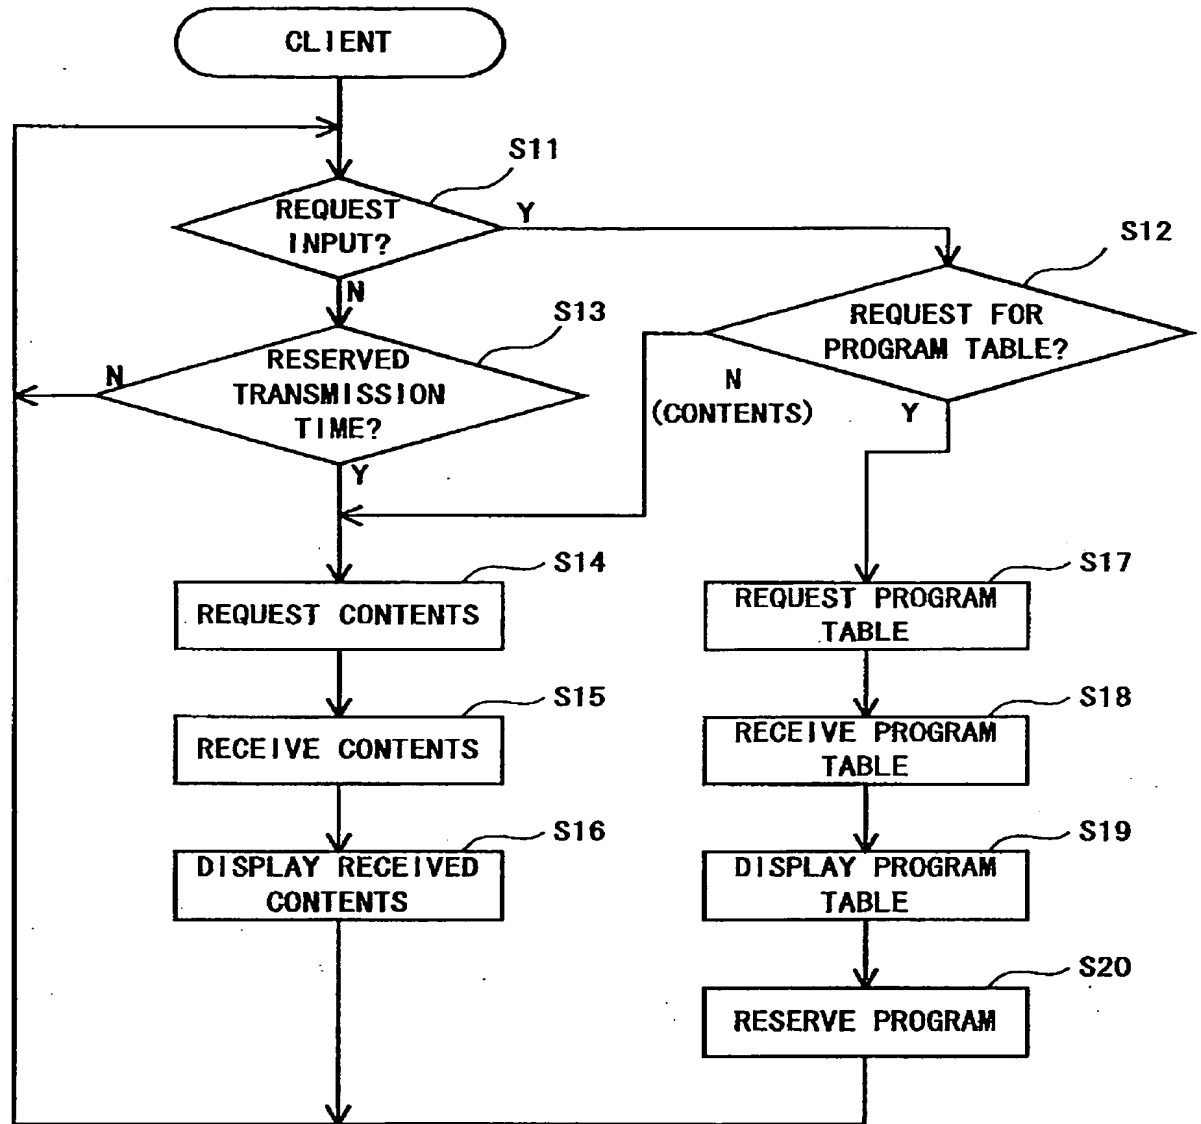 CLIENT
S11
REQUEST
INPUT?
Y
N
S12
REQUEST FOR
PROGRAM TABLE?
N
(CONTENTS)
Y
S13
RESERVED
TRANSMISSION
TIME?
N
Y
S14
REQUEST CONTENTS
S15
RECEIVE CONTENTS
S16
DISPLAY RECEIVED
CONTENTS
S17
REQUEST PROGRAM
TABLE
S18
RECEIVE PROGRAM
TABLE
S19
DISPLAY PROGRAM
TABLE
S20
RESERVE PROGRAM